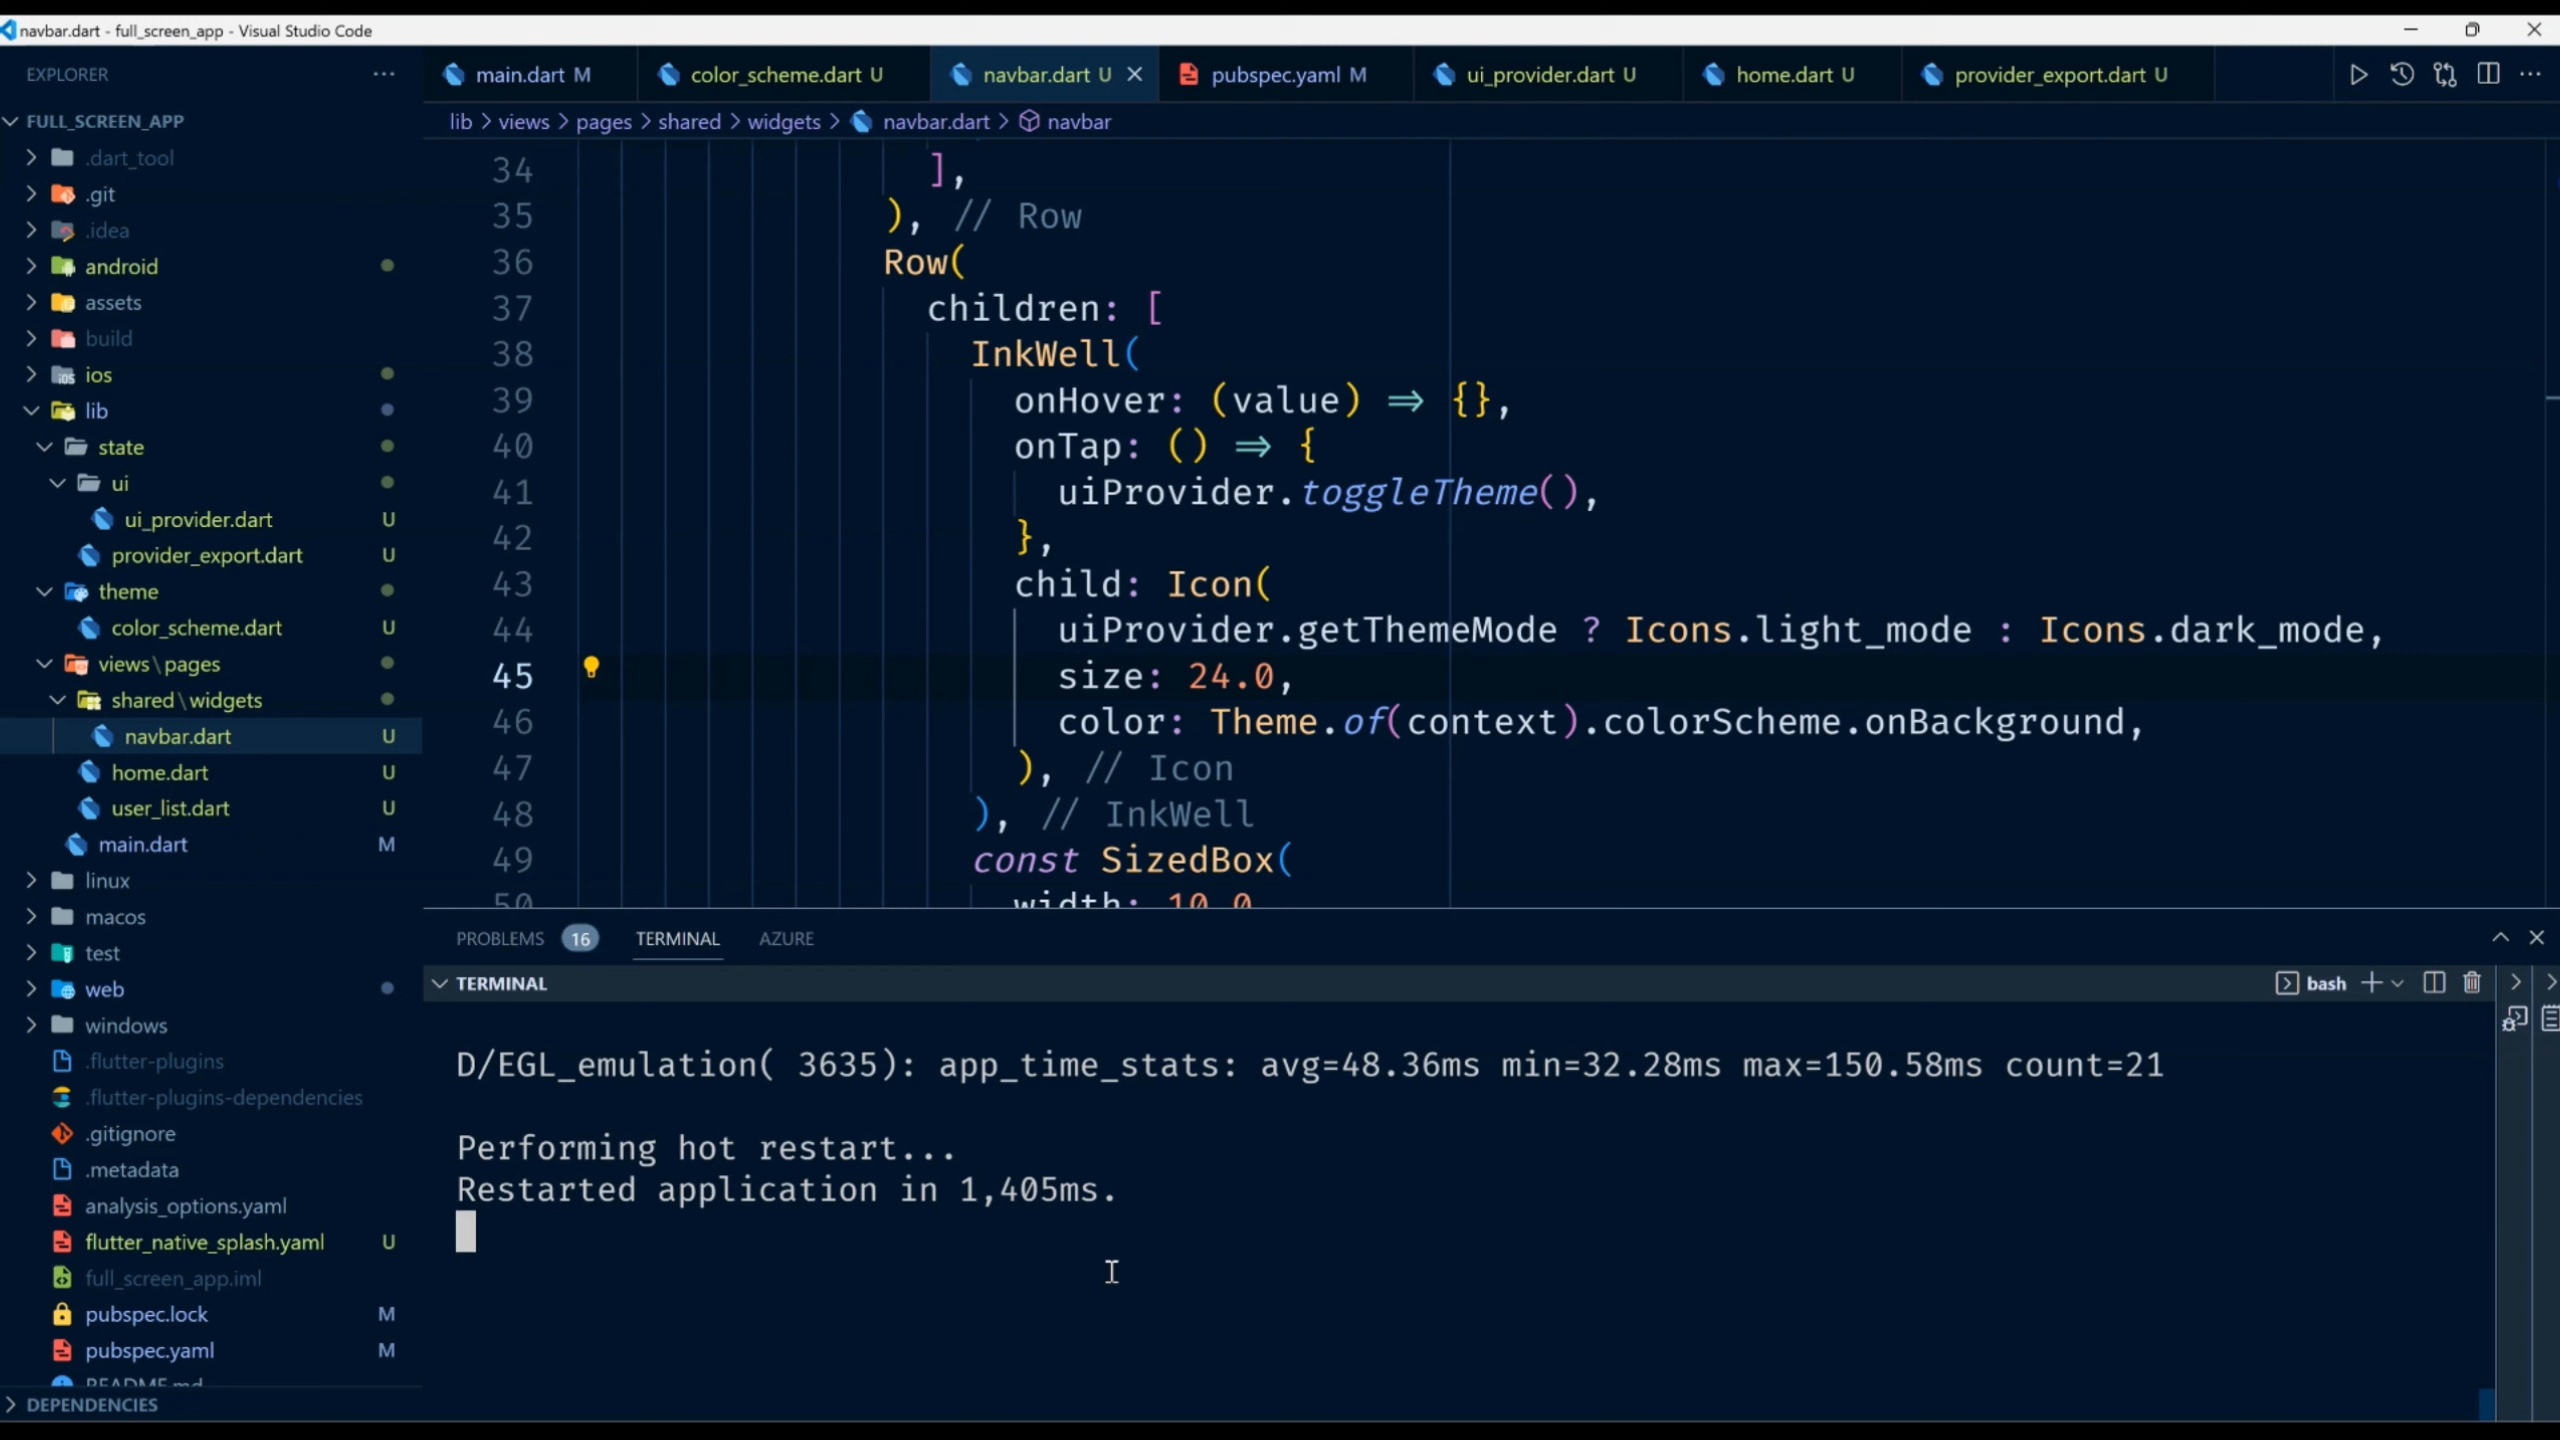 navbar.dart - full_screen_app - Visual Studio Code
EXPLORER
FULL_SCREEN_APP
.dart_tool
.git
.idea
android
assets
build
ios
lib
state
ui
ui_provider.dart U
provider_export.dart U
theme
color_scheme.dart U
views\pages
shared\widgets
navbar.dart U
home.dart U
user_list.dart U
main.dart M
linux
macos
test
web
windows
.flutter-plugins
.flutter-plugins-dependencies
.gitignore
.metadata
analysis_options.yaml
flutter_native_splash.yaml U
full_screen_app.iml
pubspec.lock M
pubspec.yaml M
README.md
DEPENDENCIES
main.dart M color_scheme.dart U navbar.dart U pubspec.yaml M ui_provider.dart U home.dart U provider_export.dart U
lib > views > pages > shared > widgets > navbar.dart > navbar
34 ],
35 ), // Row
36 Row(
37 children: [
38 InkWell(
39 onHover: (value) => {},
40 onTap: () => {
41 uiProvider.toggleTheme(),
42 },
43 child: Icon(
44 uiProvider.getThemeMode ? Icons.light_mode : Icons.dark_mode,
45 size: 24.0,
46 color: Theme.of(context).colorScheme.onBackground,
47 ), // Icon
48 ), // InkWell
49 const SizedBox(
50 width: 10.0
PROBLEMS 16 TERMINAL AZURE
TERMINAL
bash
D/EGL_emulation( 3635): app_time_stats: avg=48.36ms min=32.28ms max=150.58ms count=21
Performing hot restart...
Restarted application in 1,405ms.